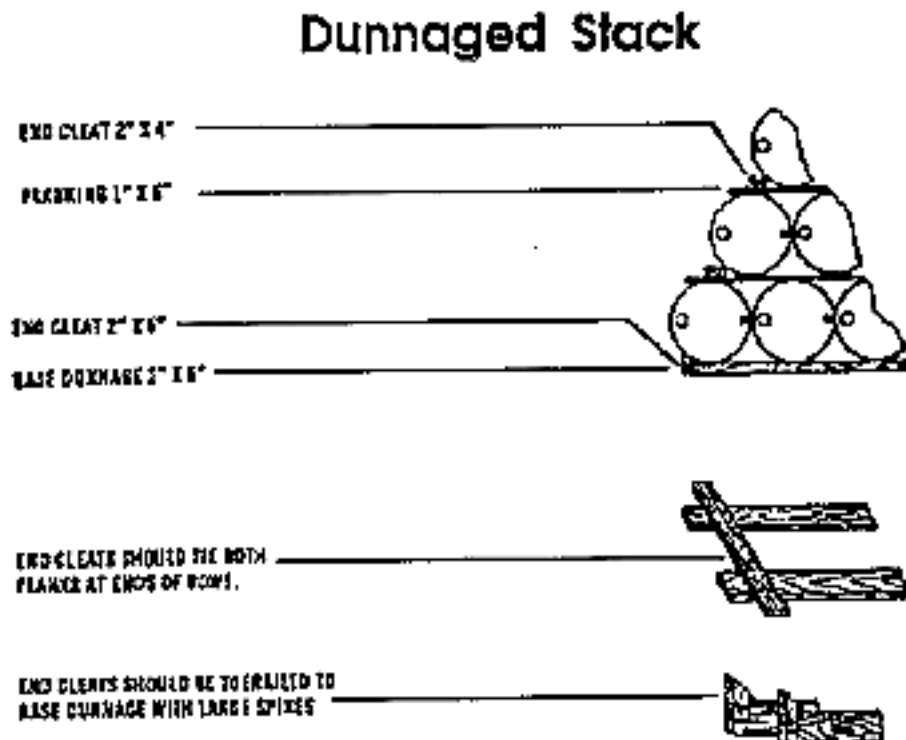 Dunnaged Stack
END CLEAT 2" X 4"
PLANKING 1" X 6"
END CLEAT 2" X 6"
BASE DUNNAGE 2" X 6"
END CLEATS SHOULD TIE BOTH
PLANKS AT ENDS OF ROWS.
END CLEATS SHOULD BE TOENAILED TO
BASE DUNNAGE WITH LARGE SPIKES